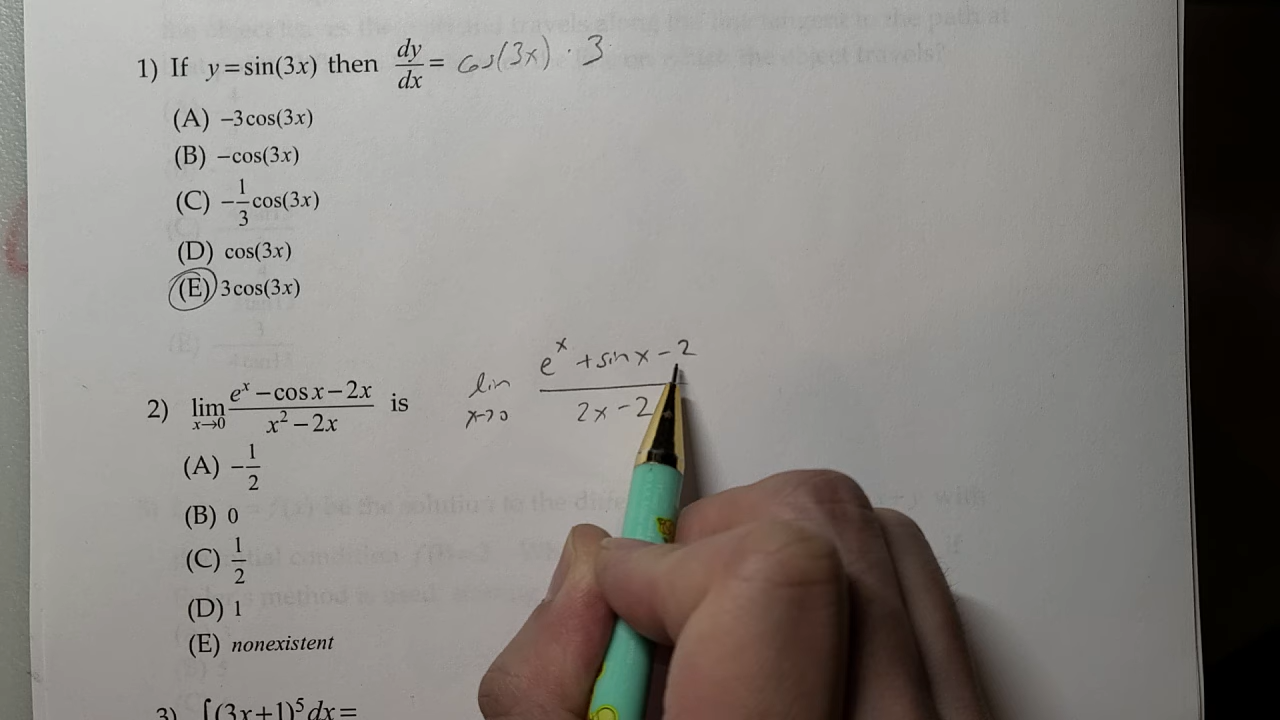 1) If y=sin(3x) then dy/dx = cos(3x) · 3
(A) −3cos(3x)
(B) −cos(3x)
(C) −1/3 cos(3x)
(D) cos(3x)
(E) 3cos(3x)
2) lim x→0 (e^x − cos x − 2x)/(x² − 2x) is lim x→0 (e^x + sin x − 2)/(2x − 2
(A) −1/2
(B) 0
(C) 1/2
(D) 1
(E) nonexistent
3) ∫(3x+1)⁵dx=